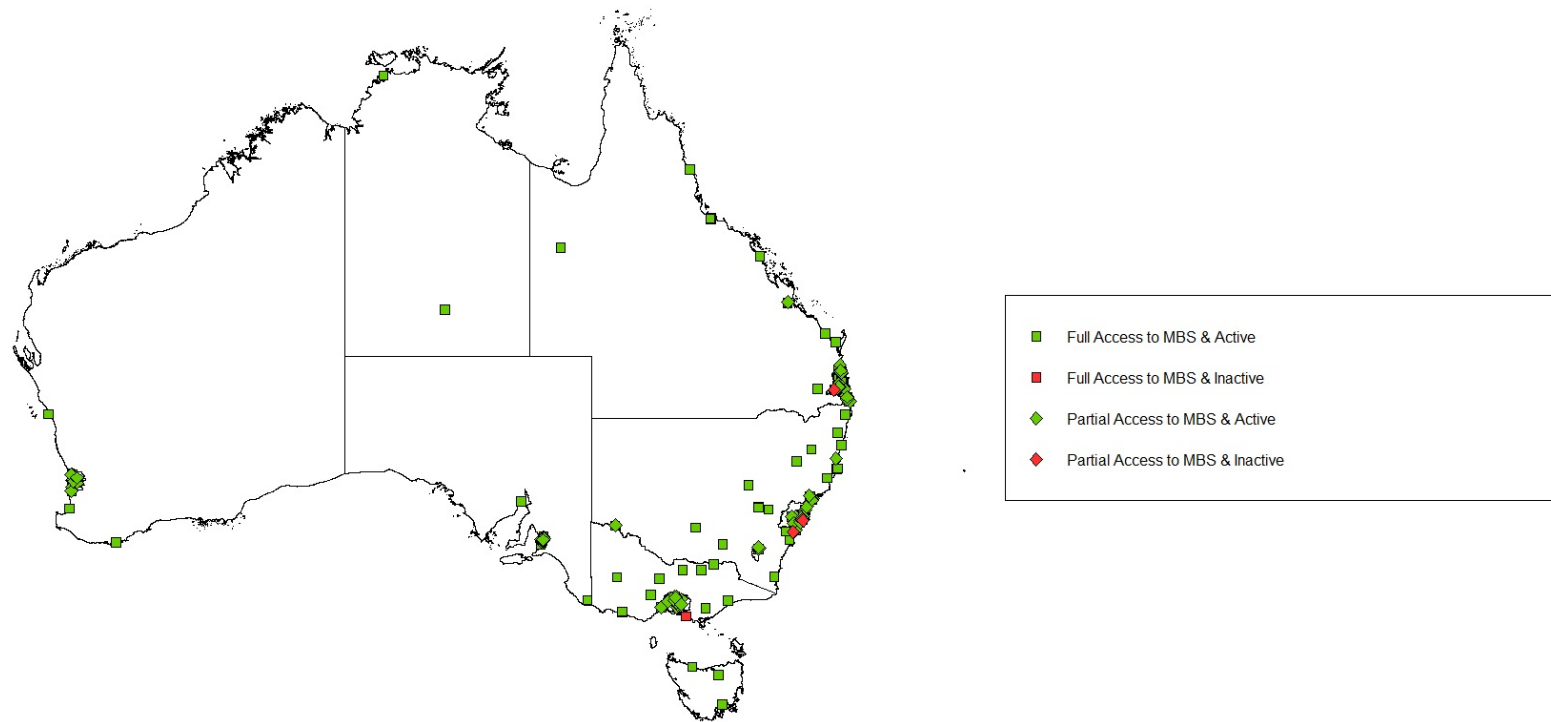 Full Access to MBS & Active
Full Access to MBS & Inactive
Partial Access to MBS & Active
Partial Access to MBS & Inactive